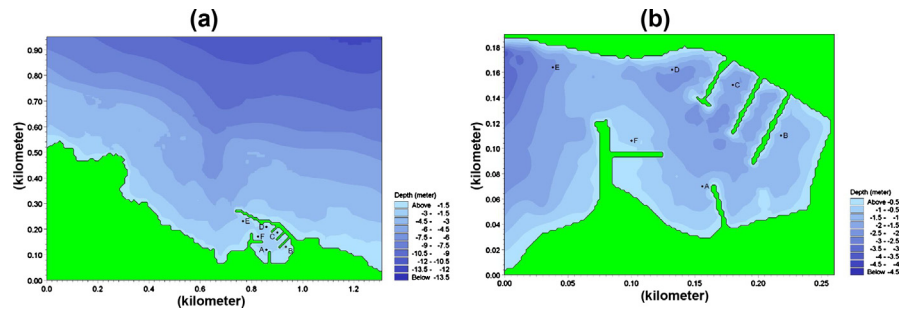 (a)
(b)
0.90
0.80
0.70
0.60
0.50
0.40
0.30
0.20
0.10
0.00
(kilometer)
0.0
0.2
0.4
0.6
0.8
1.0
1.2
(kilometer)
E
D
F
C
A
B
Depth (meter)
Above -1.5
-3 - -1.5
-4.5 - -3
-6 - -4.5
-7.5 - -6
-9 - -7.5
-10.5 - -9
-12 - -10.5
-13.5 - -12
Below -13.5
0.18
0.16
0.14
0.12
0.10
0.08
0.06
0.04
0.02
0.00
(kilometer)
0.00
0.05
0.10
0.15
0.20
0.25
(kilometer)
E
D
C
B
F
A
Depth (meter)
Above -0.5
-1 - -0.5
-1.5 - -1
-2 - -1
-2.5 - -2
-3 - -2
-3.5 - -3
-4 - -3
-4.5 - -4
Below -4.5